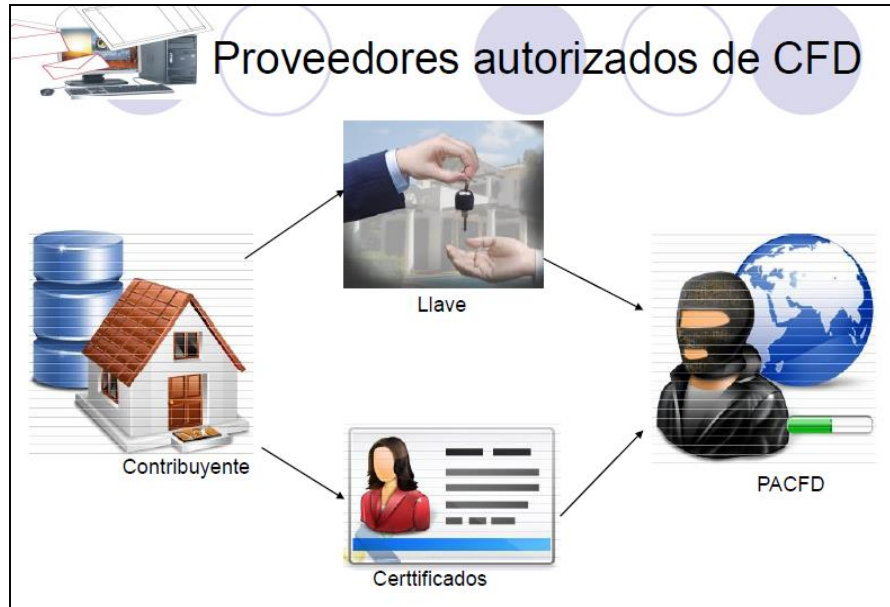 Proveedores autorizados de CFD
Llave
Contribuyente
PACFD
Certtificados